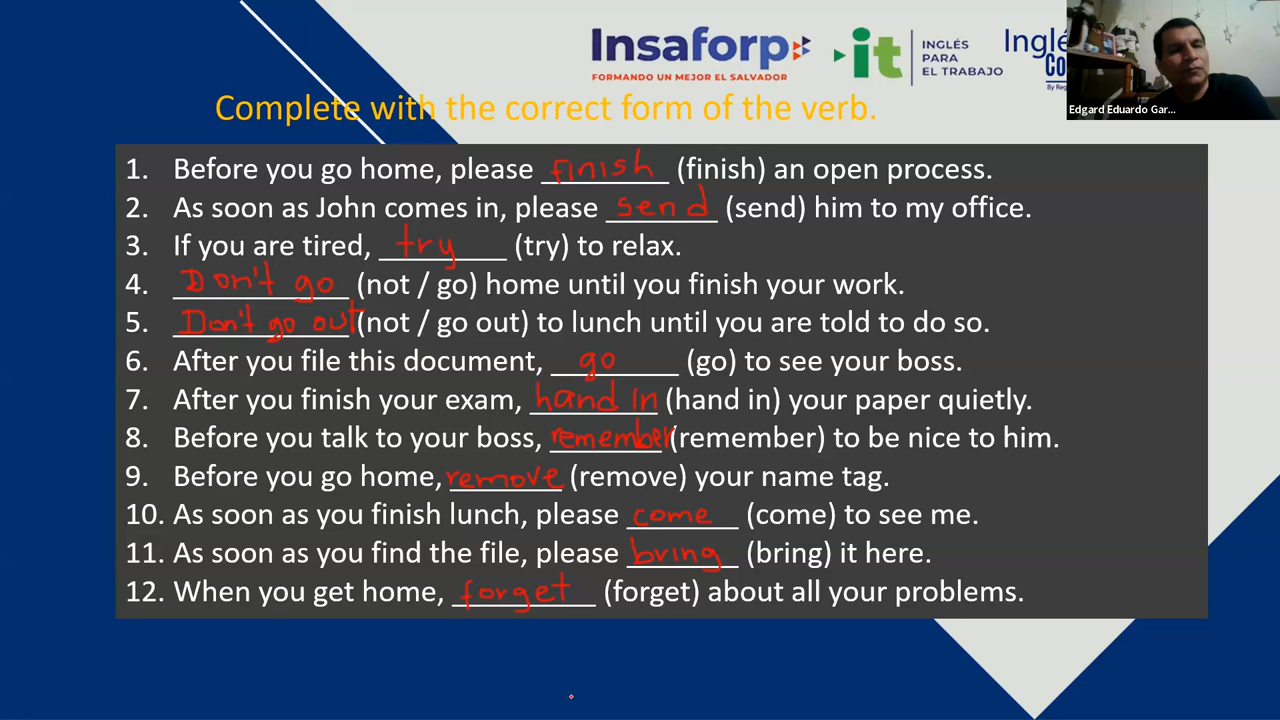 Insaforp
FORMANDO UN MEJOR EL SALVADOR
it
INGLÉS
PARA
EL TRABAJO
Edgard Eduardo Gar...
Complete with the correct form of the verb.
1. Before you go home, please finish (finish) an open process.
2. As soon as John comes in, please send (send) him to my office.
3. If you are tired, try (try) to relax.
4. Don't go (not / go) home until you finish your work.
5. Don't go out (not / go out) to lunch until you are told to do so.
6. After you file this document, go (go) to see your boss.
7. After you finish your exam, hand in (hand in) your paper quietly.
8. Before you talk to your boss, remember (remember) to be nice to him.
9. Before you go home, remove (remove) your name tag.
10. As soon as you finish lunch, please come (come) to see me.
11. As soon as you find the file, please bring (bring) it here.
12. When you get home, forget (forget) about all your problems.